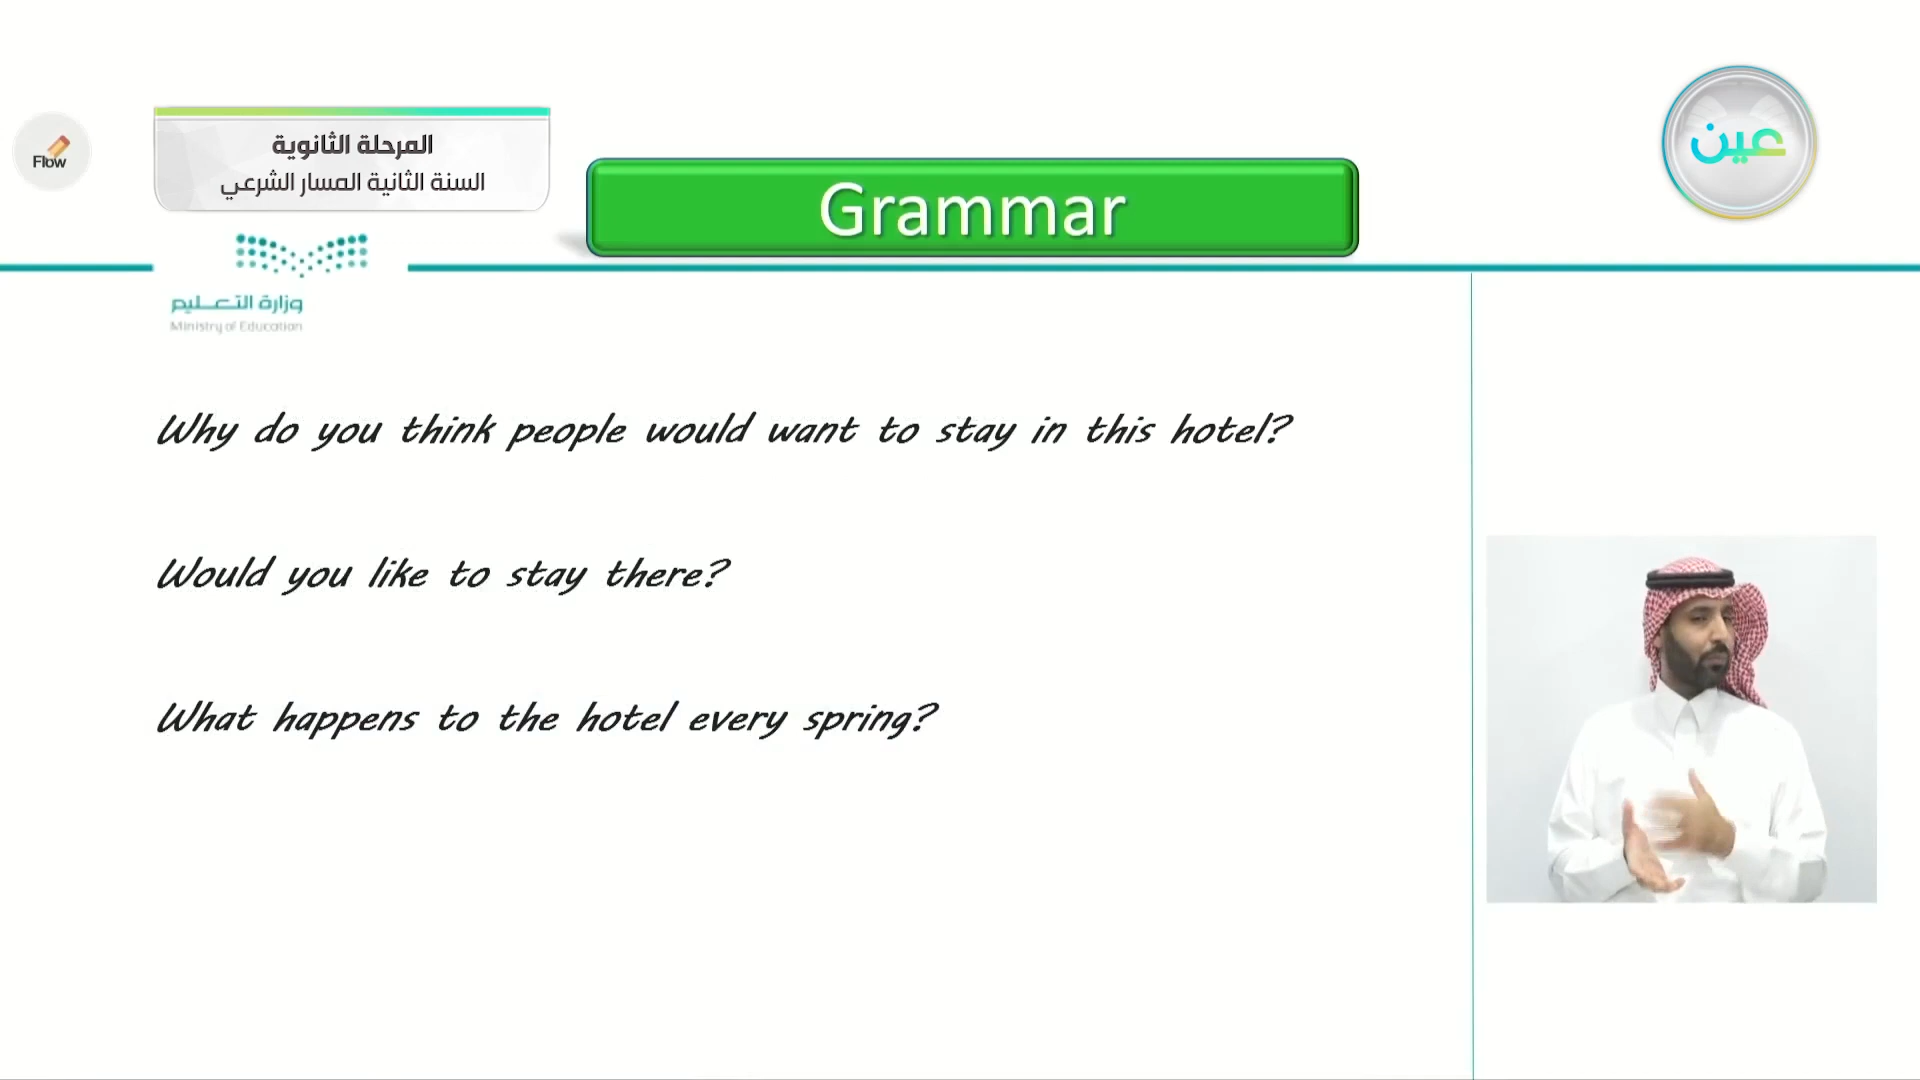 Flow
المرحلة الثانوية
السنة الثانية المسار الشرعي
Grammar
عين
وزارة التعليم
Ministry of Education
Why do you think people would want to stay in this hotel?
Would you like to stay there?
What happens to the hotel every spring?